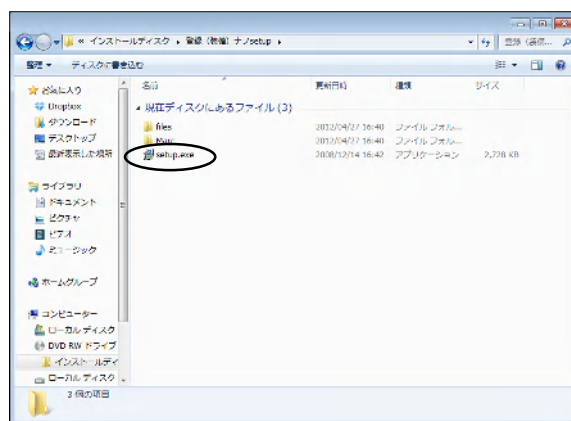 « インストールディスク ▸ 登録（装備）ナノsetup ▸
整理 ▾ ディスクに書き込む
名前 更新日時 種類 サイズ
現在ディスクにあるファイル (3)
files 2012/04/27 16:40 ファイル フォル...
2012/04/27 16:40 ファイル フォル...
setup.exe 2008/12/14 16:42 アプリケーション 2,728 KB
お気に入り
Dropbox
ダウンロード
デスクトップ
最近表示した場所
ライブラリ
ドキュメント
ピクチャ
ビデオ
ミュージック
ホームグループ
コンピューター
ローカル ディスク
DVD RW ドライブ
インストールディ
ローカル ディスク
3 個の項目